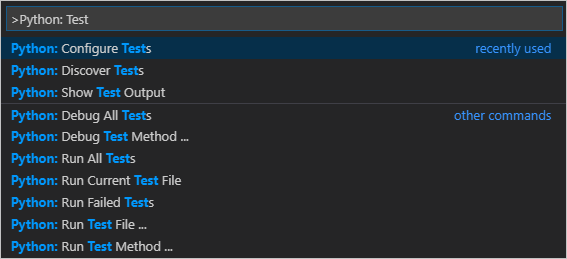 >Python: Test
Python: Configure Tests recently used
Python: Discover Tests
Python: Show Test Output
Python: Debug All Tests other commands
Python: Debug Test Method ...
Python: Run All Tests
Python: Run Current Test File
Python: Run Failed Tests
Python: Run Test File ...
Python: Run Test Method ...